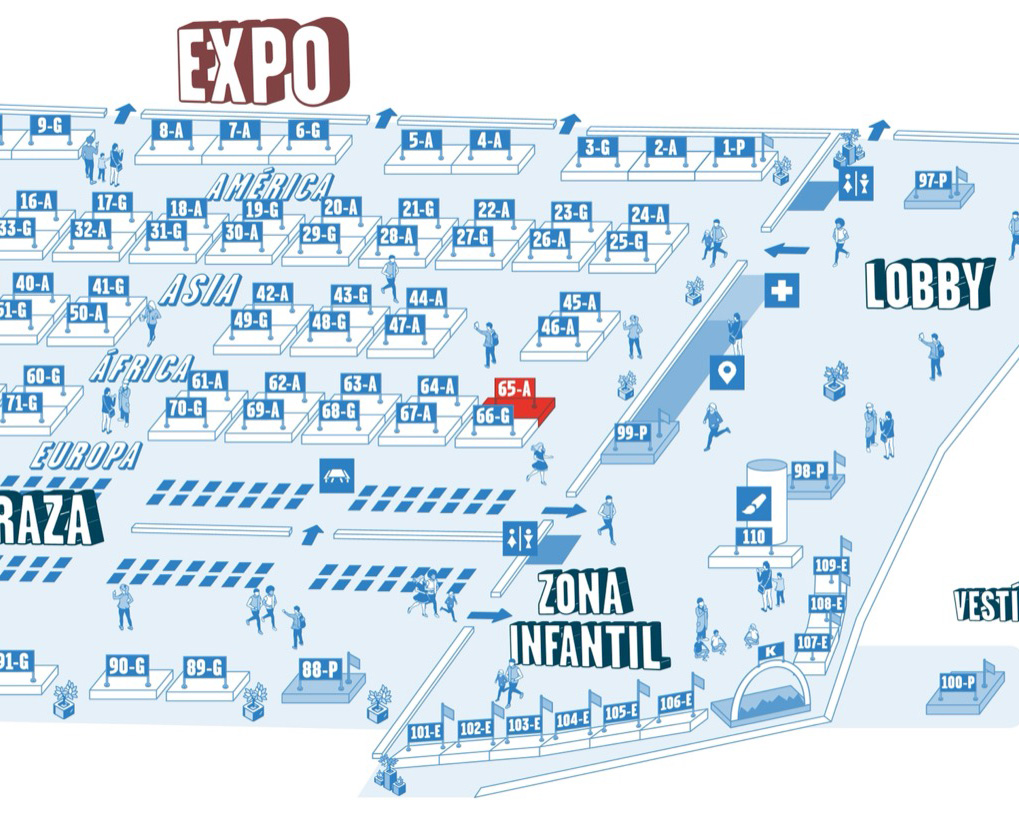 EXPO
9-G
8-A 7-A 6-G
5-A 4-A
3-G 2-A 1-P
97-P
AMÉRICA
16-A 17-G 18-A 19-G 20-A 21-G 22-A 23-G 24-A
33-G 32-A 31-G 30-A 29-G 28-A 27-G 26-A 25-G
LOBBY
ASIA
40-A 41-G 42-A 43-G 44-A 45-A
51-G 50-A 49-G 48-G 47-A 46-A
ÁFRICA
60-G 61-A 62-A 63-A 64-A 65-A
71-G 70-G 69-A 68-G 67-A 66-G
99-P
EUROPA
98-P
RAZA
110
ZONA
INFANTIL
109-E
108-E
107-E
VESTÍ
K
91-G 90-G 89-G 88-P
100-P
101-E 102-E 103-E 104-E 105-E 106-E